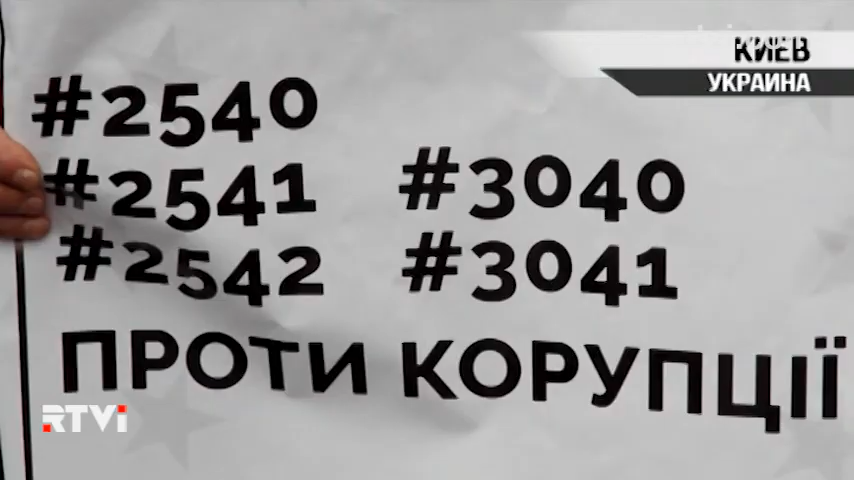 КИЕВ
УКРАИНА
#2540
#2541
#2542
#3040
#3041
ПРОТИ КОРУПЦІЇ
RTVi